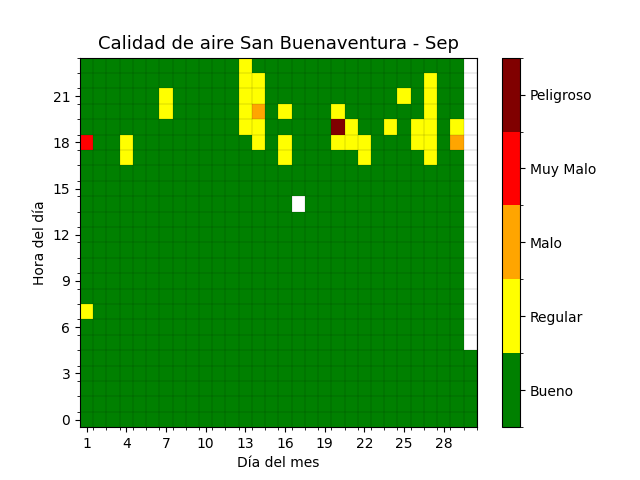 Calidad de aire San Buenaventura - Sep
Hora del día
21
18
15
12
9
6
3
0
1 4 7 10 13 16 19 22 25 28
Día del mes
Peligroso
Muy Malo
Malo
Regular
Bueno